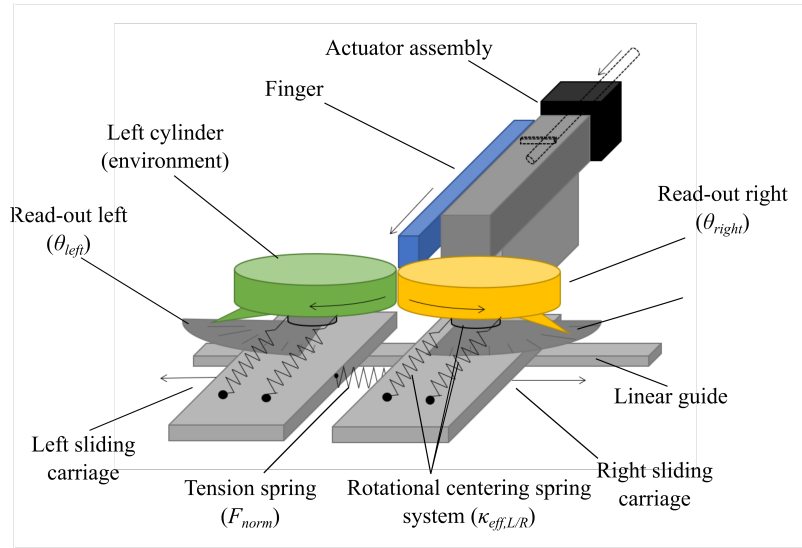 Actuator assembly
Finger
Left cylinder
(environment)
Read-out left
(θleft)
Read-out right
(θright)
Linear guide
Left sliding
carriage
Tension spring
(Fnorm)
Rotational centering spring
system (κeff,L/R)
Right sliding
carriage